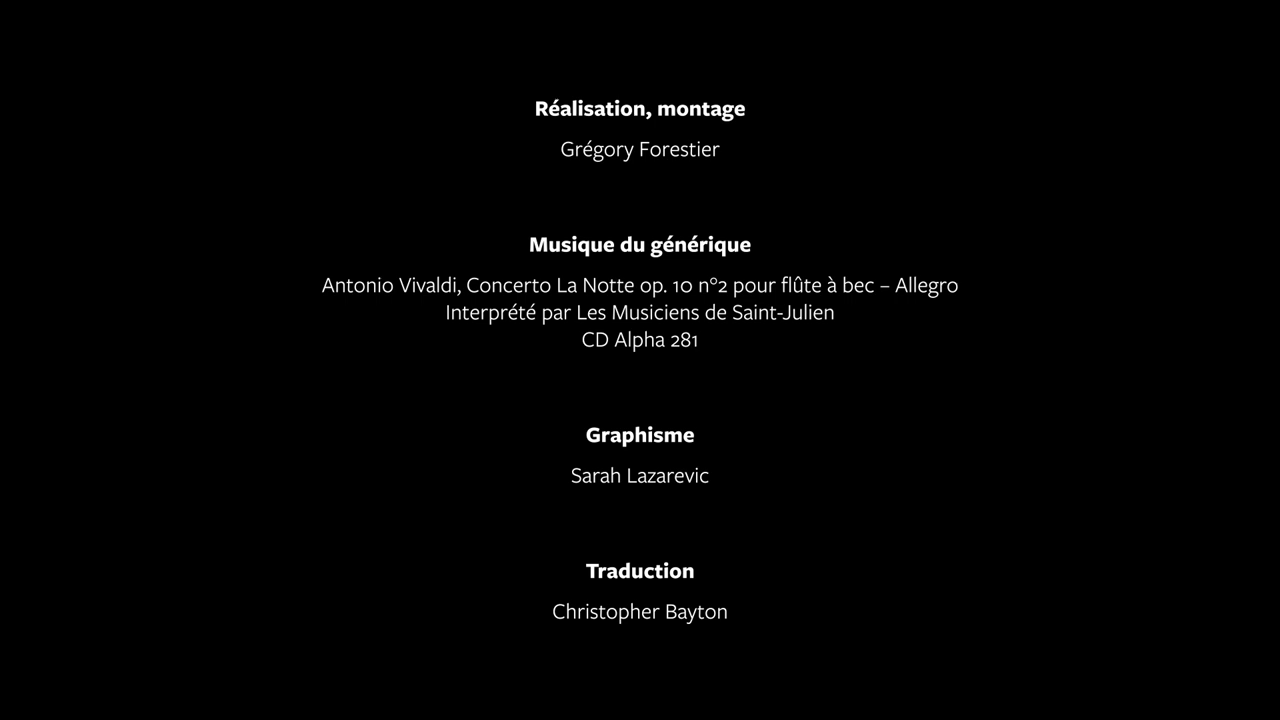 Réalisation, montage
Grégory Forestier
Musique du générique
Antonio Vivaldi, Concerto La Notte op. 10 n°2 pour flûte à bec – Allegro
Interprété par Les Musiciens de Saint-Julien
CD Alpha 281
Graphisme
Sarah Lazarevic
Traduction
Christopher Bayton